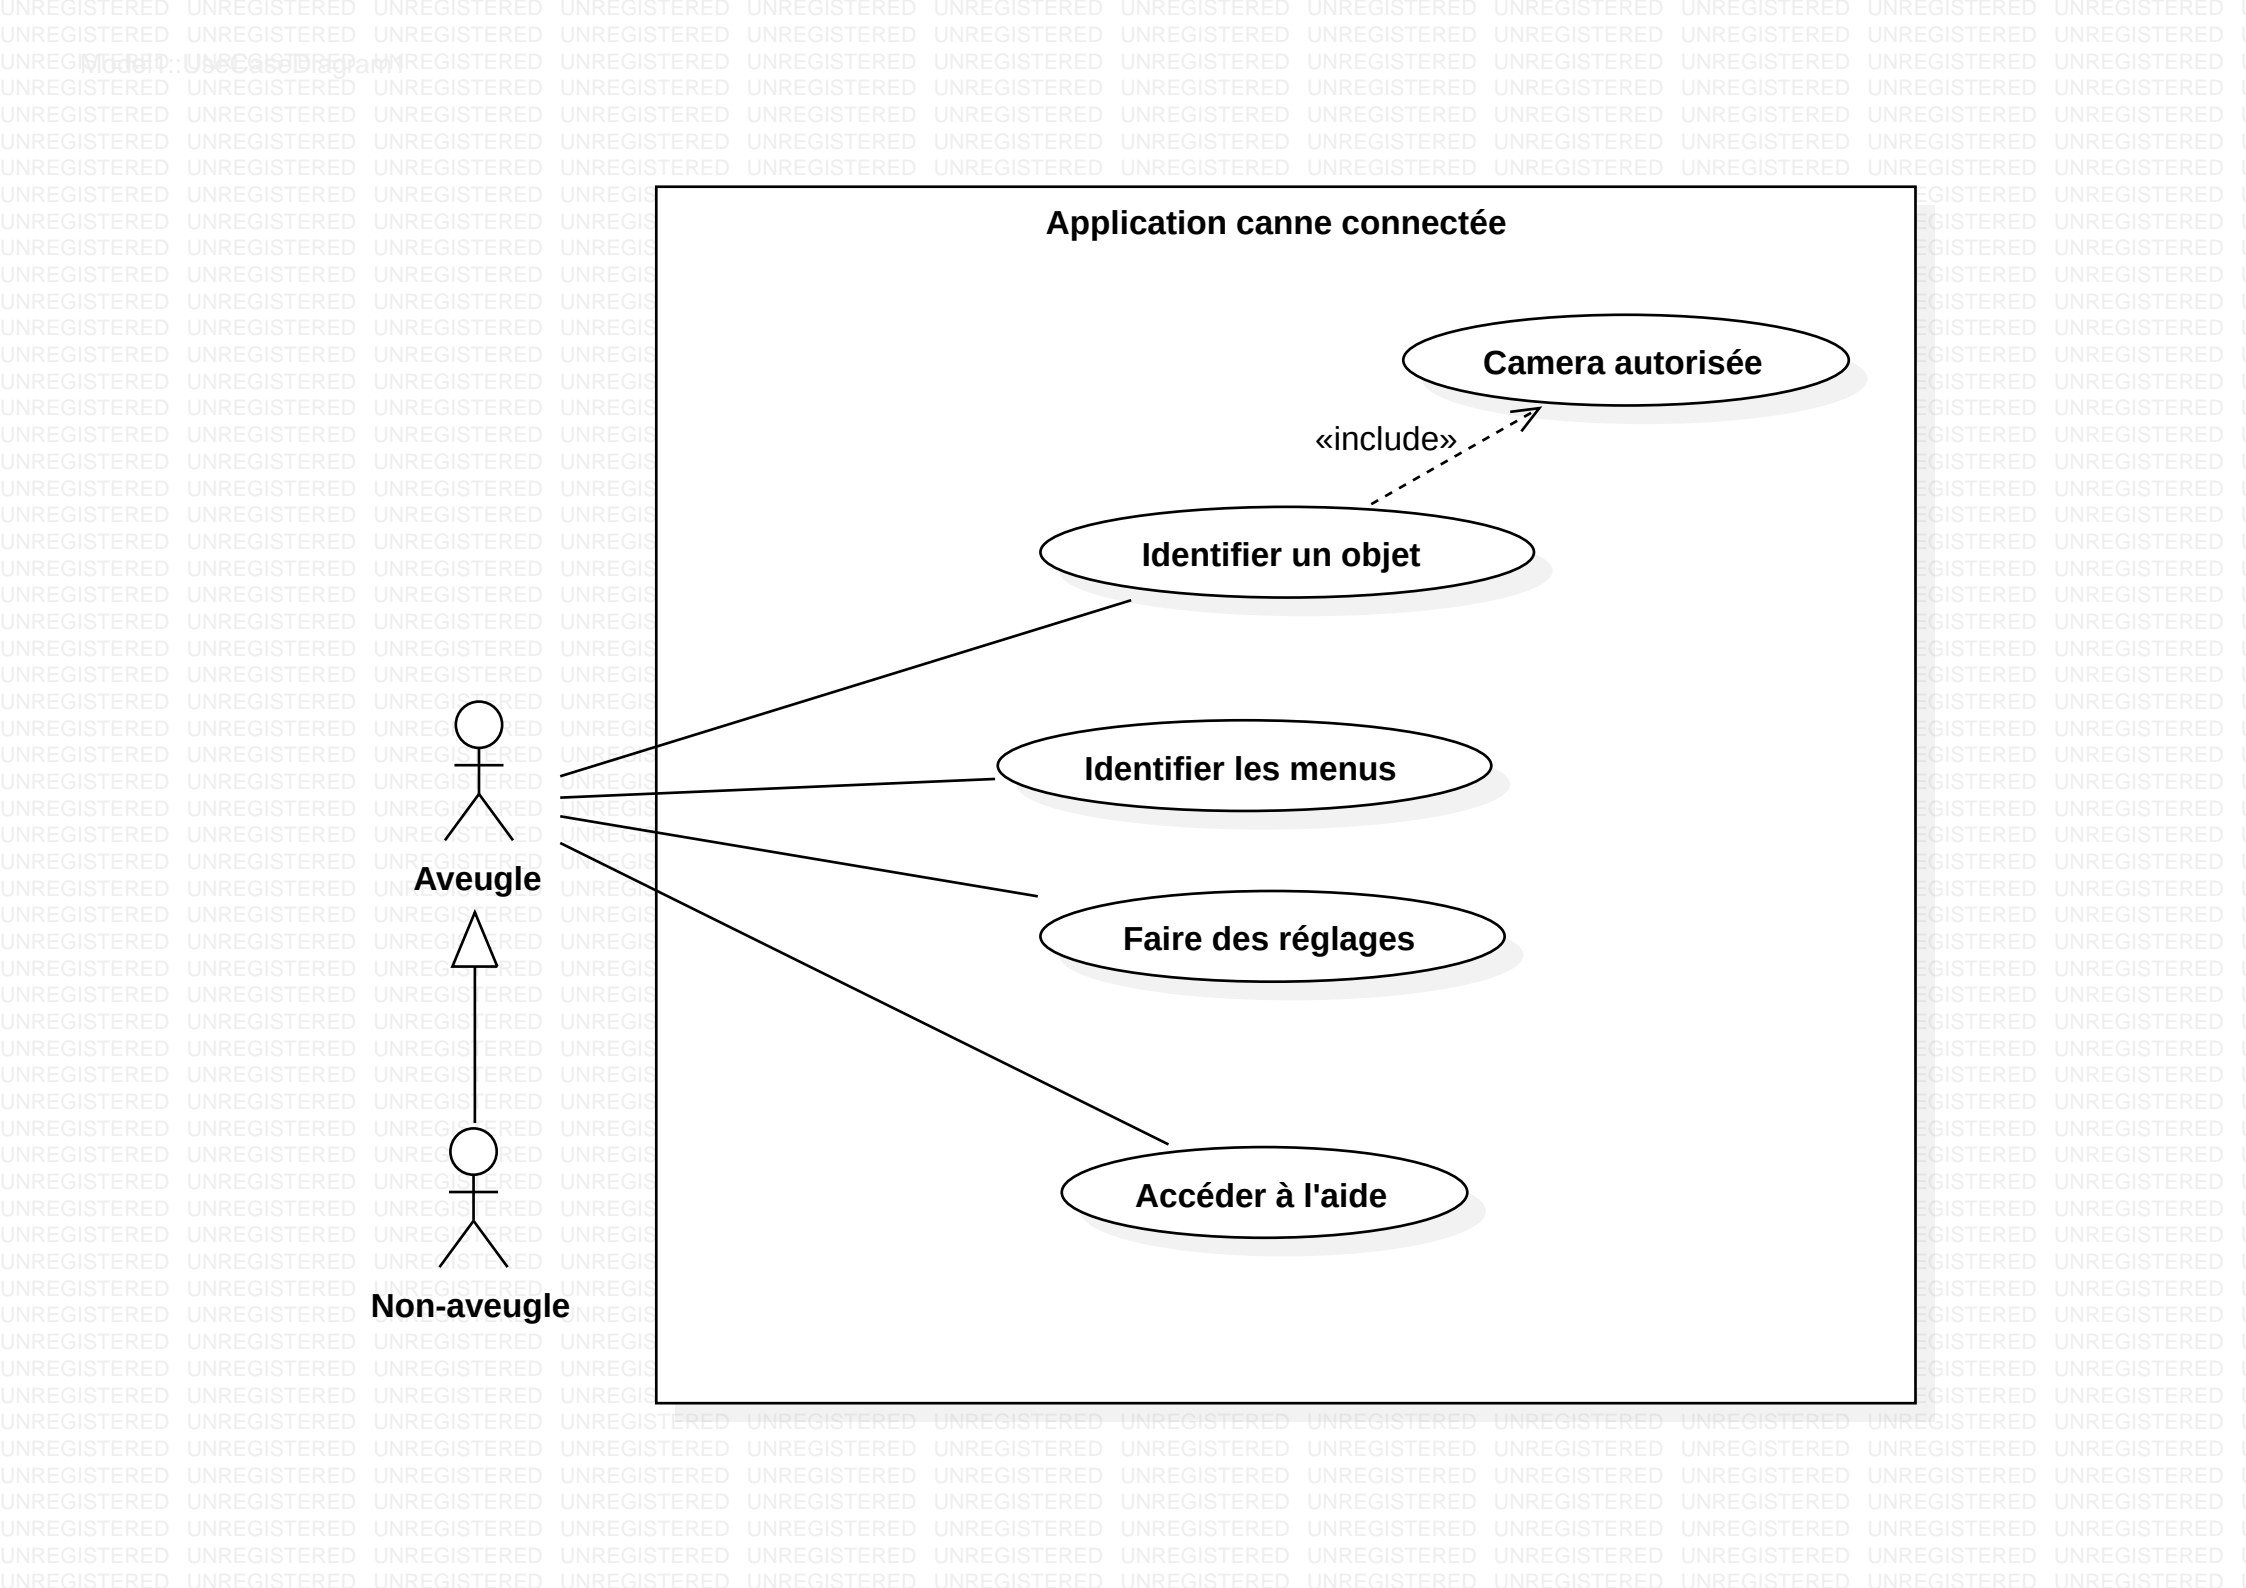 Model1::UseCaseDiagram1
Application canne connectée
Camera autorisée
«include»
Identifier un objet
Identifier les menus
Aveugle
Faire des réglages
Accéder à l'aide
Non-aveugle
UNREGISTERED